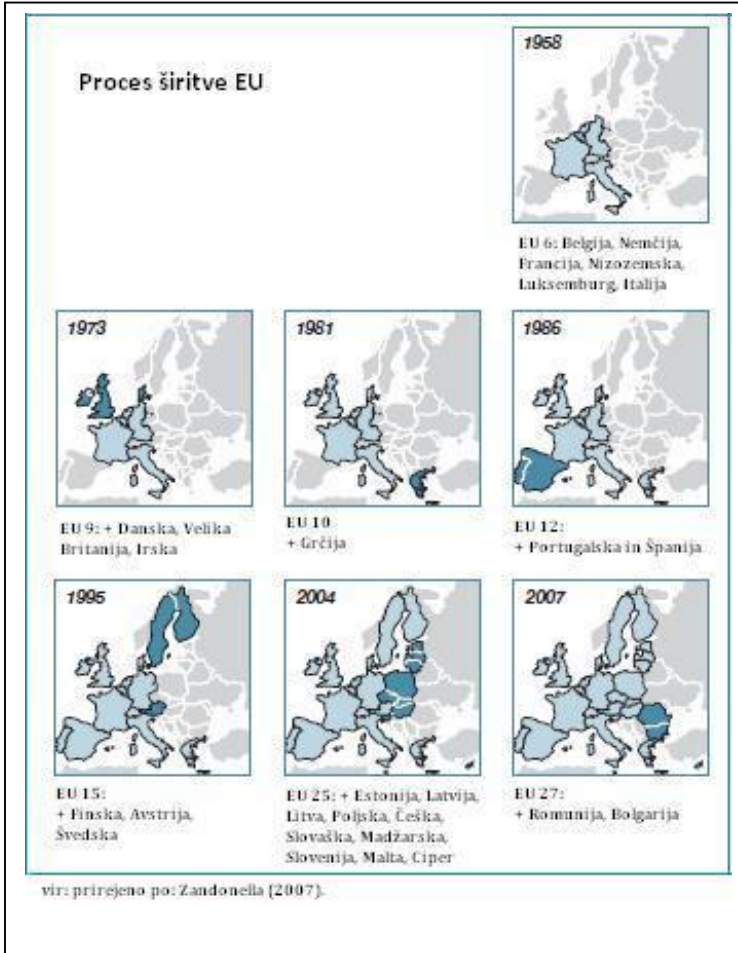 Proces širitve EU
1958
EU 6: Belgija, Nemčija,
Francija, Nizozemska,
Luksemburg, Italija
1973
EU 9: + Danska, Velika
Britanija, Irska
1981
EU 10
+ Grčija
1986
EU 12:
+ Portugalska in Španija
1995
EU 15:
+ Finska, Avstrija,
Švedska
2004
EU 25: + Estonija, Latvija,
Litva, Poljska, Češka,
Slovaška, Madžarska,
Slovenija, Malta, Ciper
2007
EU 27:
+ Romunija, Bolgarija
vir: prirejeno po: Zandonella (2007).